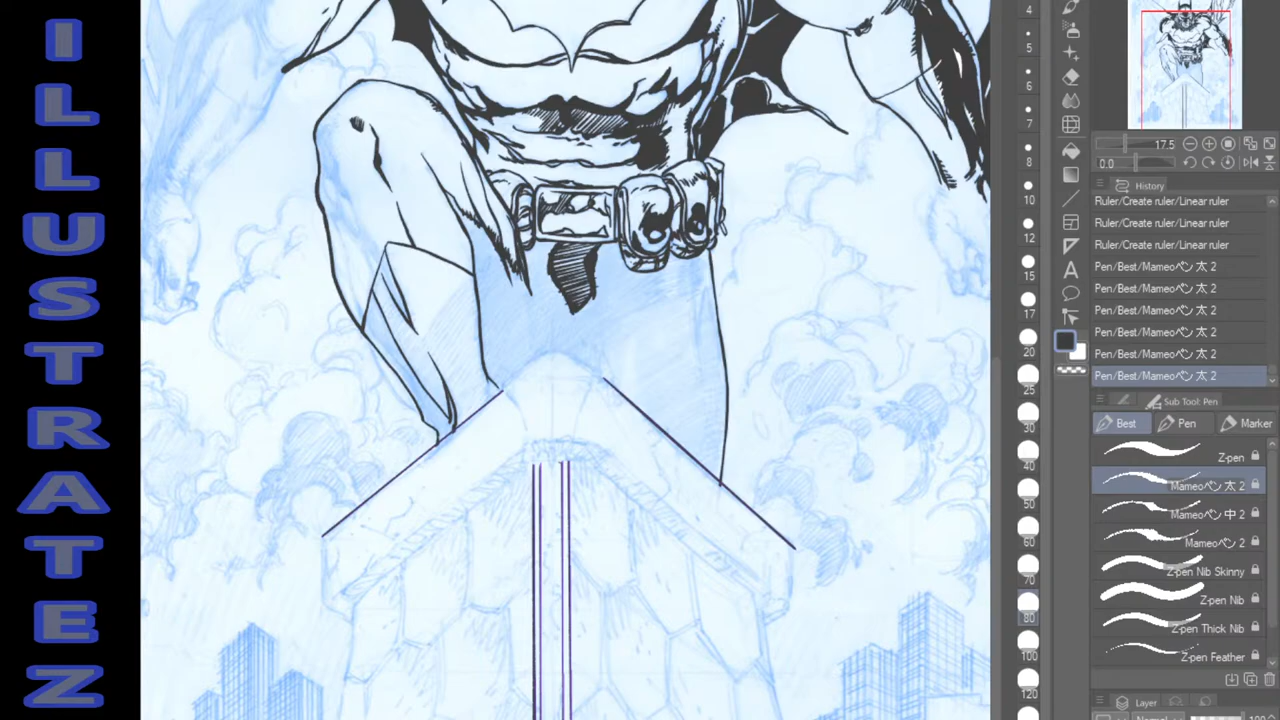 ILLUSTRATEZ
4
5
6
7
8
10
12
15
17
20
25
30
40
50
60
70
80
100
120
17.5
0.0
History
Ruler/Create ruler/Linear ruler
Ruler/Create ruler/Linear ruler
Ruler/Create ruler/Linear ruler
Pen/Best/Mameoペン 太 2
Pen/Best/Mameoペン 太 2
Pen/Best/Mameoペン 太 2
Pen/Best/Mameoペン 太 2
Pen/Best/Mameoペン 太 2
Pen/Best/Mameoペン 太 2
Sub Tool: Pen
Best Pen Marker
Z-pen
Mameoペン 太 2
Mameoペン 中 2
Mameoペン 2
Z-pen Nib Skinny
Z-pen Nib
Z-pen Thick Nib
Z-pen Feather
Layer